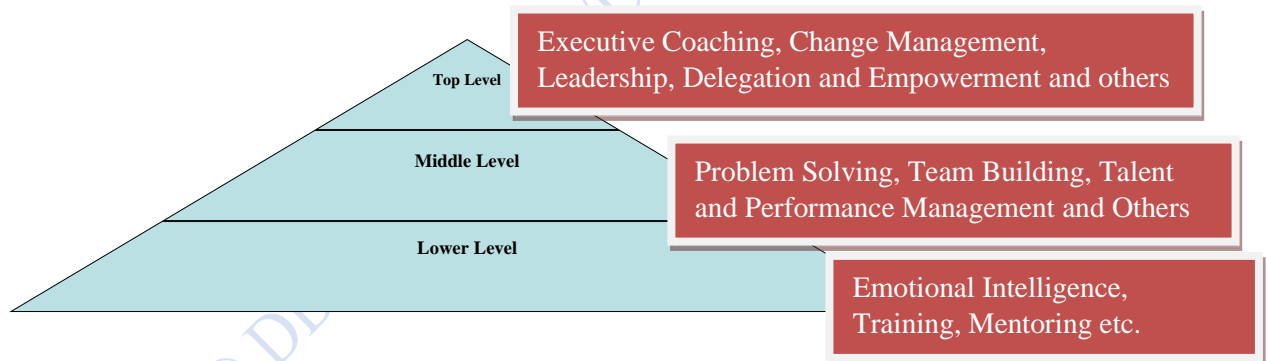 Executive Coaching, Change Management,
Leadership, Delegation and Empowerment and others
Top Level
Middle Level
Problem Solving, Team Building, Talent
and Performance Management and Others
Lower Level
Emotional Intelligence,
Training, Mentoring etc.